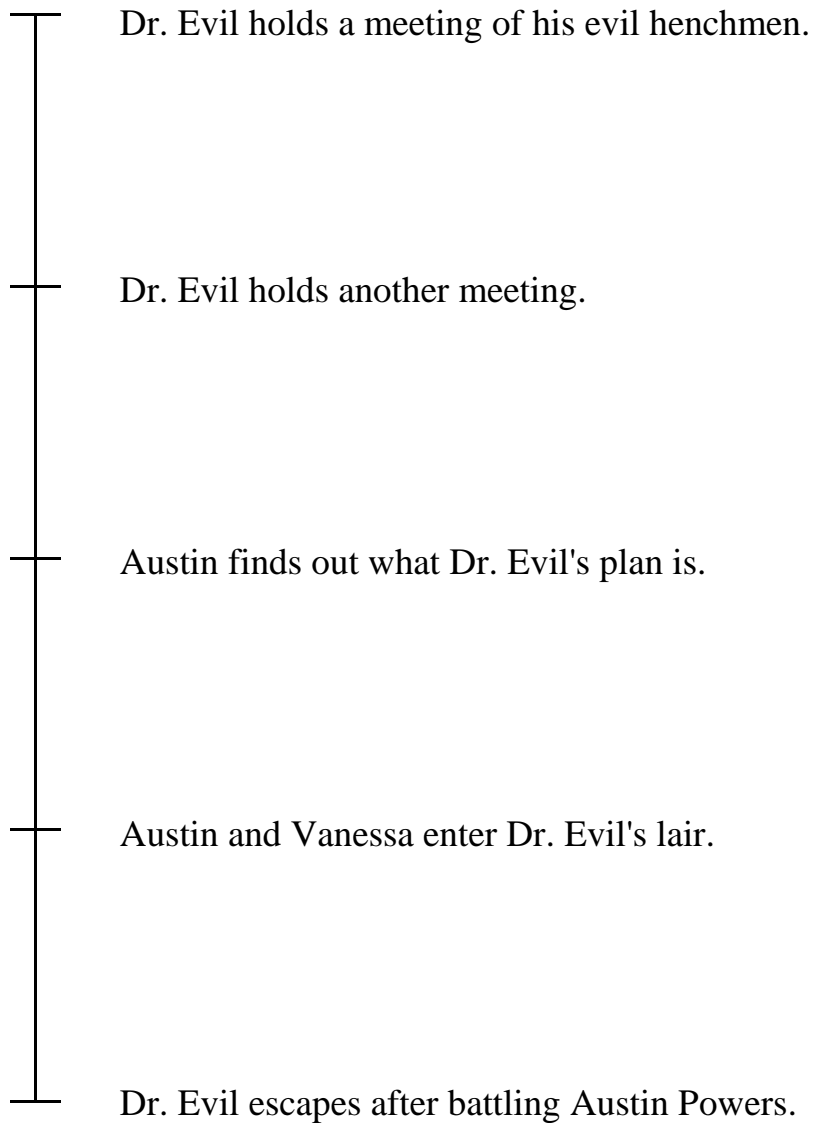 Dr. Evil holds a meeting of his evil henchmen.
Dr. Evil holds another meeting.
Austin finds out what Dr. Evil's plan is.
Austin and Vanessa enter Dr. Evil's lair.
Dr. Evil escapes after battling Austin Powers.